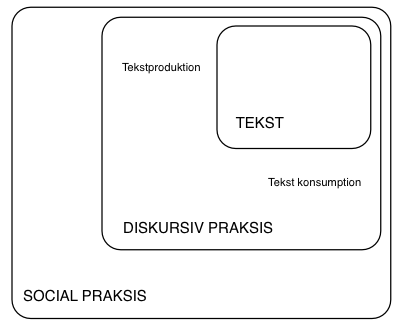 Tekstproduktion
TEKST
Tekst konsumption
DISKURSIV PRAKSIS
SOCIAL PRAKSIS